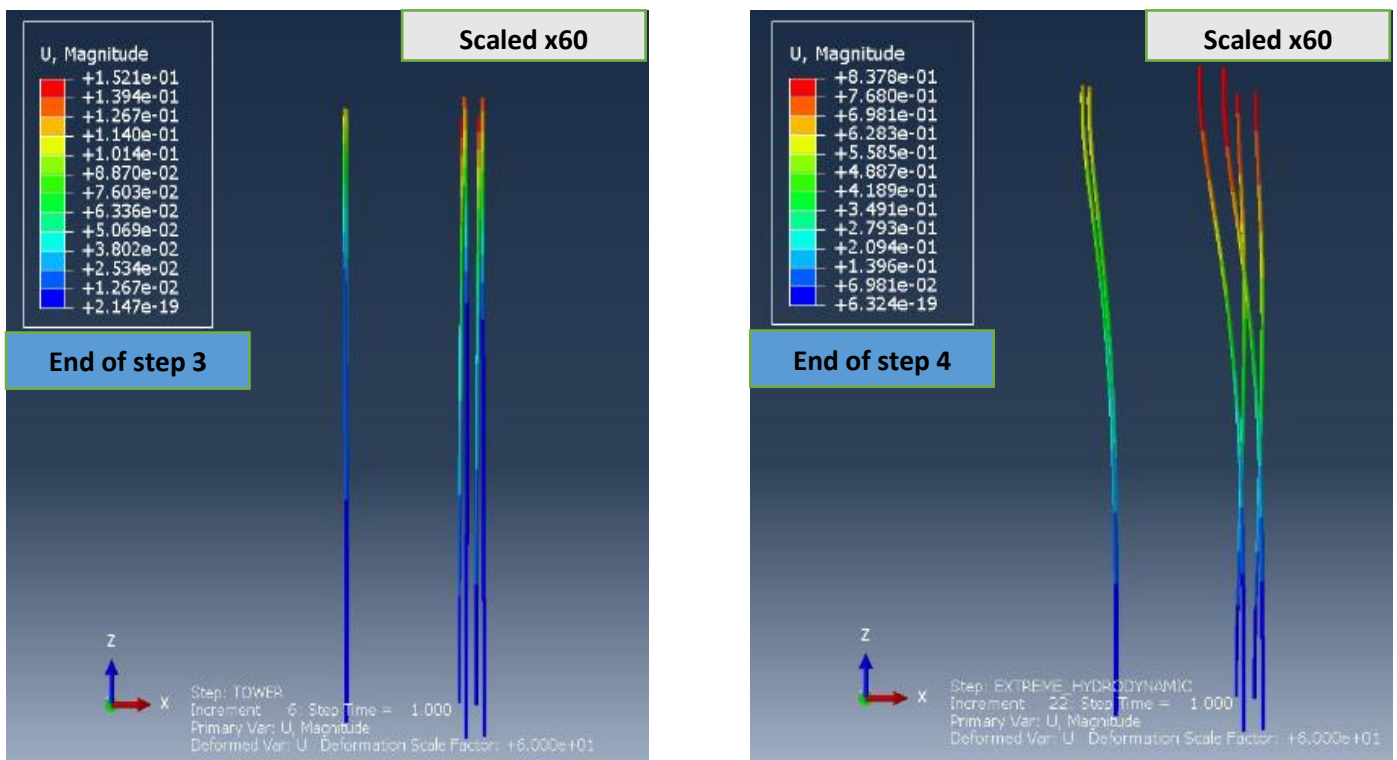 Scaled x60
U, Magnitude
+1.521e-01
+1.394e-01
+1.267e-01
+1.140e-01
+1.014e-01
+8.870e-02
+7.603e-02
+6.336e-02
+5.069e-02
+3.802e-02
+2.534e-02
+1.267e-02
+2.147e-19
End of step 3
Z
X
Step: TOWER
Increment 6: Step Time = 1.000
Primary Var: U, Magnitude
Deformed Var: U Deformation Scale Factor: +6.000e+01
Scaled x60
U, Magnitude
+8.378e-01
+7.680e-01
+6.981e-01
+6.283e-01
+5.585e-01
+4.887e-01
+4.189e-01
+3.491e-01
+2.793e-01
+2.094e-01
+1.396e-01
+6.981e-02
+6.324e-19
End of step 4
Z
X
Step: EXTREME_HYDRODYNAMIC
Increment 22: Step Time = 1.000
Primary Var: U, Magnitude
Deformed Var: U Deformation Scale Factor: +6.000e+01